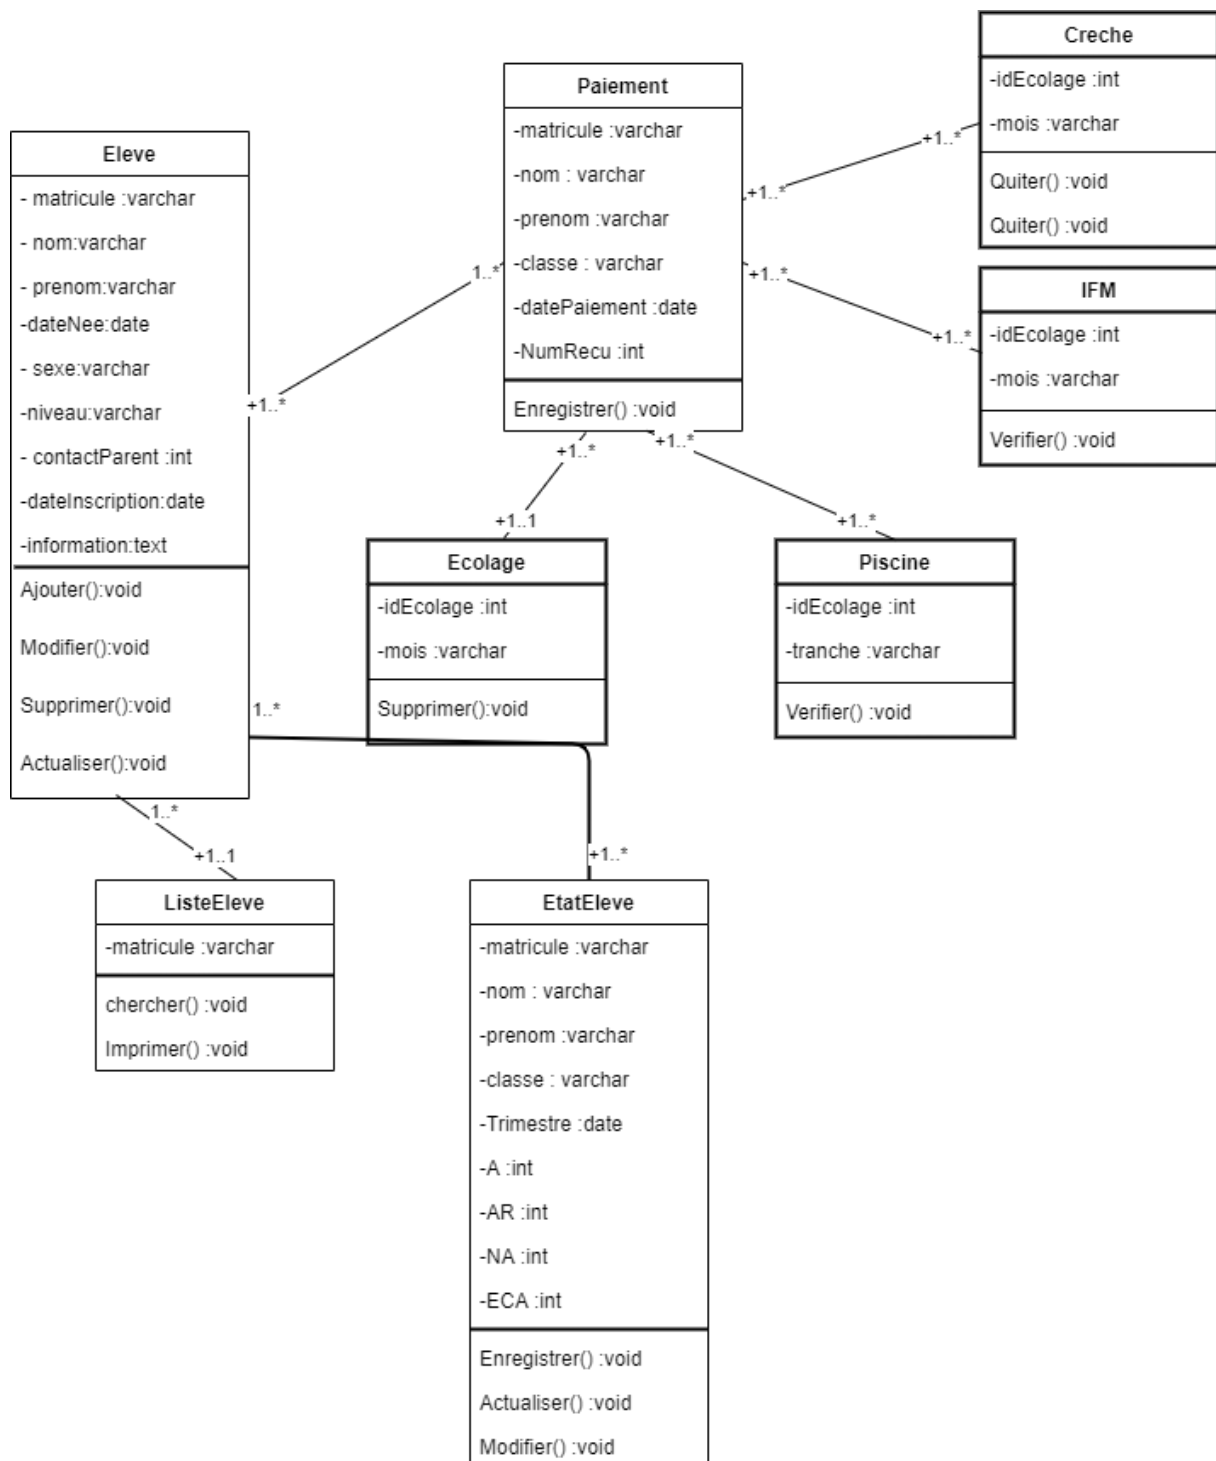 Creche
-idEcolage :int
-mois :varchar
Quiter() :void
Quiter() :void
Paiement
-matricule :varchar
-nom : varchar
-prenom :varchar
-classe : varchar
-datePaiement :date
-NumRecu :int
Enregistrer() :void
Eleve
- matricule :varchar
- nom:varchar
- prenom:varchar
-dateNee:date
- sexe:varchar
-niveau:varchar
- contactParent :int
-dateInscription:date
-information:text
Ajouter():void
Modifier():void
Supprimer():void
Actualiser():void
+1..*
+1..*
IFM
-idEcolage :int
-mois :varchar
Verifier() :void
+1..*
+1..*
1..*
+1..*
+1..*
+1..1
+1..*
+1..*
Ecolage
-idEcolage :int
-mois :varchar
Supprimer():void
Piscine
-idEcolage :int
-tranche :varchar
Verifier() :void
1..*
+1..*
1..*
+1..1
ListeEleve
-matricule :varchar
chercher() :void
Imprimer() :void
EtatEleve
-matricule :varchar
-nom : varchar
-prenom :varchar
-classe : varchar
-Trimestre :date
-A :int
-AR :int
-NA :int
-ECA :int
Enregistrer() :void
Actualiser() :void
Modifier() :void